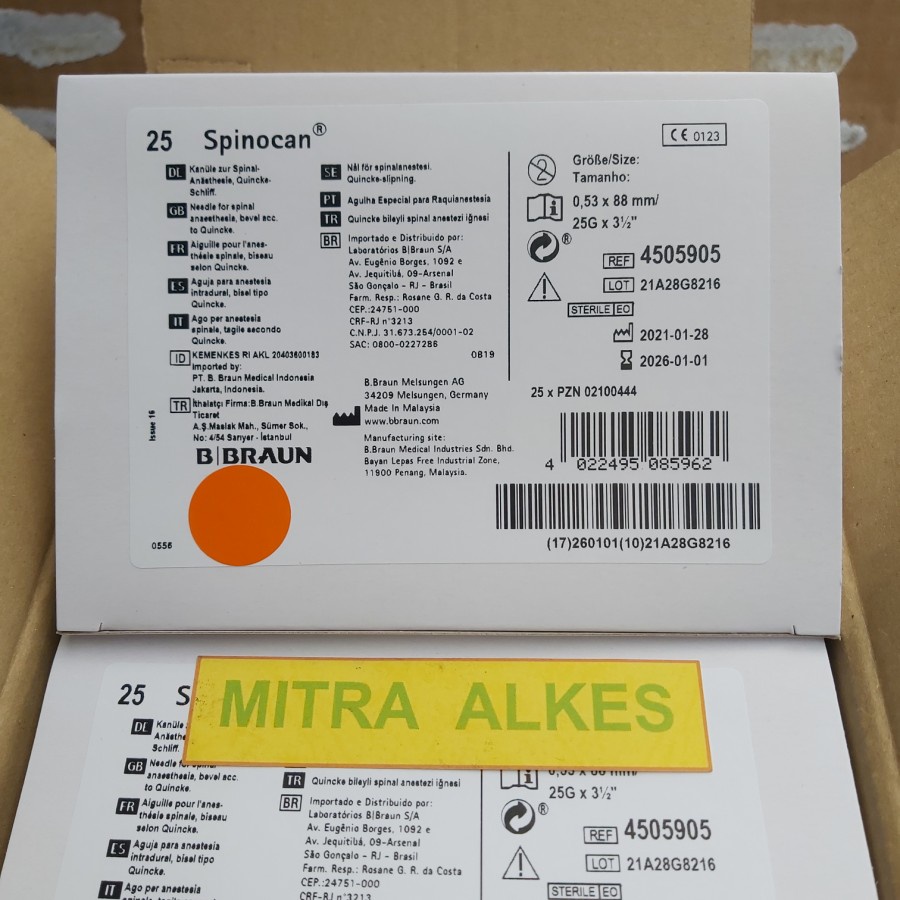 25 Spinocan®
CE 0123
DE Kanüle zur Spinal-
Anästhesie, Quincke-
Schliff.
GB Needle for spinal
anaesthesia, bevel acc.
to Quincke.
FR Aiguille pour l'anes-
thésie spinale, biseau
selon Quincke.
ES Aguja para anestesia
intradural, bisel tipo
Quincke.
IT Ago per anestesia
spinale, taglie secondo
Quincke.
ID KEMENKES RI AKL 20403600183
Imported by:
PT. B. Braun Medical Indonesia
Jakarta, Indonesia.
TR İthalatçı Firma: B.Braun Medikal Dış
Ticaret
A.Ş.Maslak Mah., Sümer Sok.,
No: 4/54 Sarıyer - İstanbul
B|BRAUN
Issue 16
0556
SE Nål för spinalanestesi.
Quincke-slipning.
PT Agulha Especial para Raquianestesia
TR Quincke bileyli spinal anestezi iğnesi
BR Importado e Distribuido por:
Laboratórios B|Braun S/A
Av. Eugênio Borges, 1092 e
Av. Jequitibá, 09-Arsenal
São Gonçalo - RJ - Brasil
Farm. Resp.: Rosane G. R. da Costa
CEP.:24751-000
CRF-RJ n°3213
C.N.P.J. 31.673.254/0001-02
SAC: 0800-0227286
0819
B.Braun Melsungen AG
34209 Melsungen, Germany
Made in Malaysia
www.bbraun.com
Manufacturing site:
B.Braun Medical Industries Sdn. Bhd.
Bayan Lepas Free Industrial Zone,
11900 Penang, Malaysia.
2
Größe/Size:
Tamanho:
0,53 x 88 mm/
25G x 3½"
®
REF 4505905
LOT 21A28G8216
STERILE EO
2021-01-28
2026-01-01
25 x PZN 02100444
4 022495 085962
(17)260101(10)21A28G8216
MITRA ALKES
25 S
DE Kanüle
Anästhe
Schliff.
GB Needle for spinal
anaesthesia, bevel acc.
to Quincke.
FR Aiguille pour l'anes-
thésie spinale, biseau
selon Quincke.
ES Aguja para anestesia
intradural, bisel tipo
Quincke.
IT Ago per anestesia
TR Quincke bileyli spinal anestezi iğnesi
BR Importado e Distribuido por:
Laboratórios B|Braun S/A
Av. Eugênio Borges, 1092 e
Av. Jequitibá, 09-Arsenal
São Gonçalo - RJ - Brasil
Farm. Resp.: Rosane G. R. da Costa
CEP.:24751-000
CRF-RJ n°3213
0,53 x 88 mm/
25G x 3½"
®
REF 4505905
LOT 21A28G8216
STERILE EO